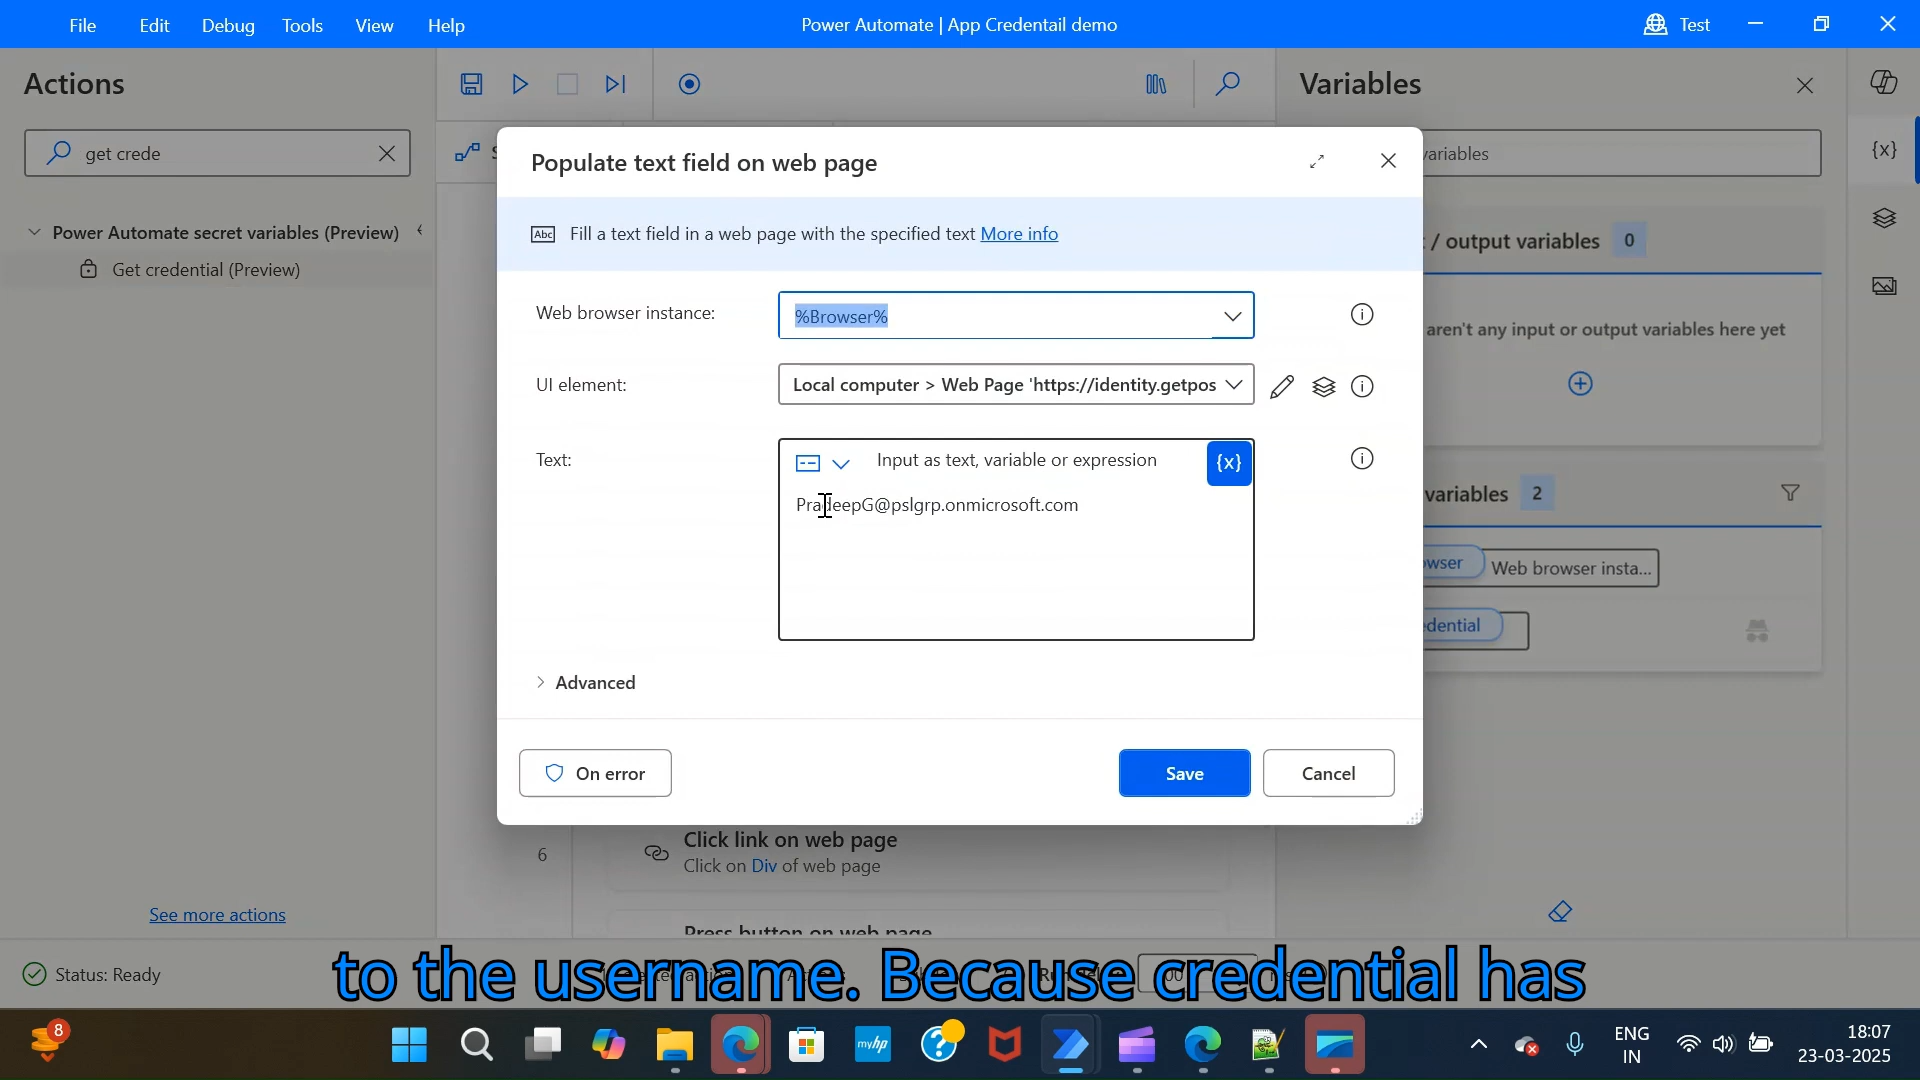 File Edit Debug Tools View Help Power Automate | App Credentail demo Test
Actions
get crede
Power Automate secret variables (Preview)
Get credential (Preview)
See more actions
Status: Ready
Populate text field on web page
Abc Fill a text field in a web page with the specified text More info
Web browser instance: %Browser%
UI element: Local computer > Web Page 'https://identity.getpos
Text: Input as text, variable or expression {x}
PradeepG@pslgrp.onmicrosoft.com
Advanced
On error Save Cancel
6
Click link on web page
Click on Div of web page
Press button on web page
Variables
variables
{x}
/ output variables 0
aren't any input or output variables here yet
variables 2
wser Web browser insta...
dential
to the username. Because credential has
8
myhp
ENG
IN
18:07
23-03-2025